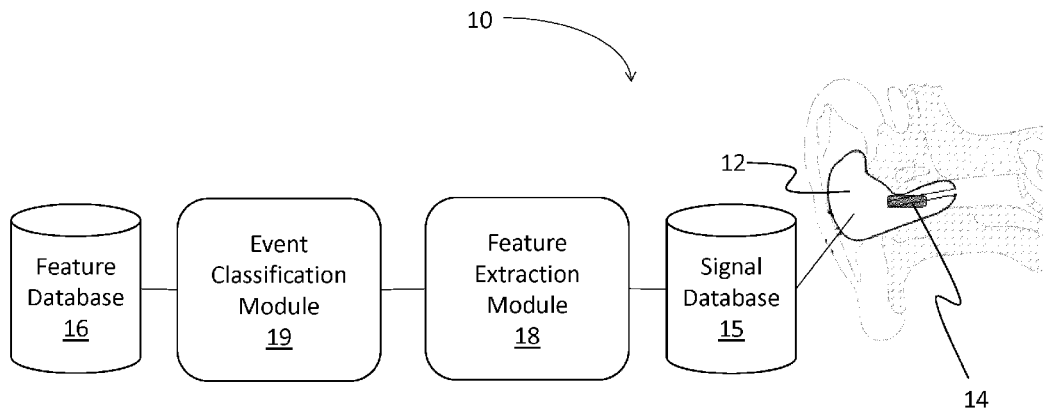 10
12
Feature
Database
16
Event
Classification
Module
19
Feature
Extraction
Module
18
Signal
Database
15
14